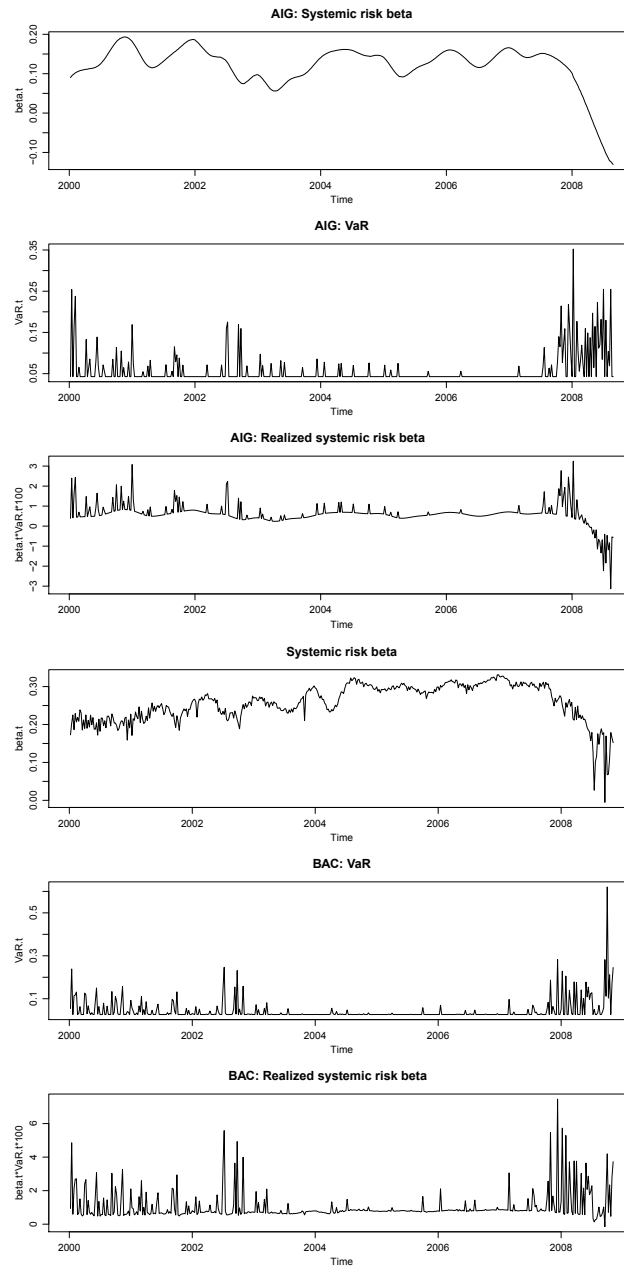 AIG: Systemic risk beta
beta.t
0.20
0.10
0.00
−0.10
2000 2002 2004 2006 2008
Time
AIG: VaR
VaR.t
0.35
0.25
0.15
0.05
2000 2002 2004 2006 2008
Time
AIG: Realized systemic risk beta
beta.t*VaR.t*100
3
2
1
0
−1
−2
−3
2000 2002 2004 2006 2008
Time
Systemic risk beta
beta.t
0.30
0.20
0.10
0.00
2000 2002 2004 2006 2008
Time
BAC: VaR
VaR.t
0.5
0.3
0.1
2000 2002 2004 2006 2008
Time
BAC: Realized systemic risk beta
beta.t*VaR.t*100
6
4
2
0
2000 2002 2004 2006 2008
Time